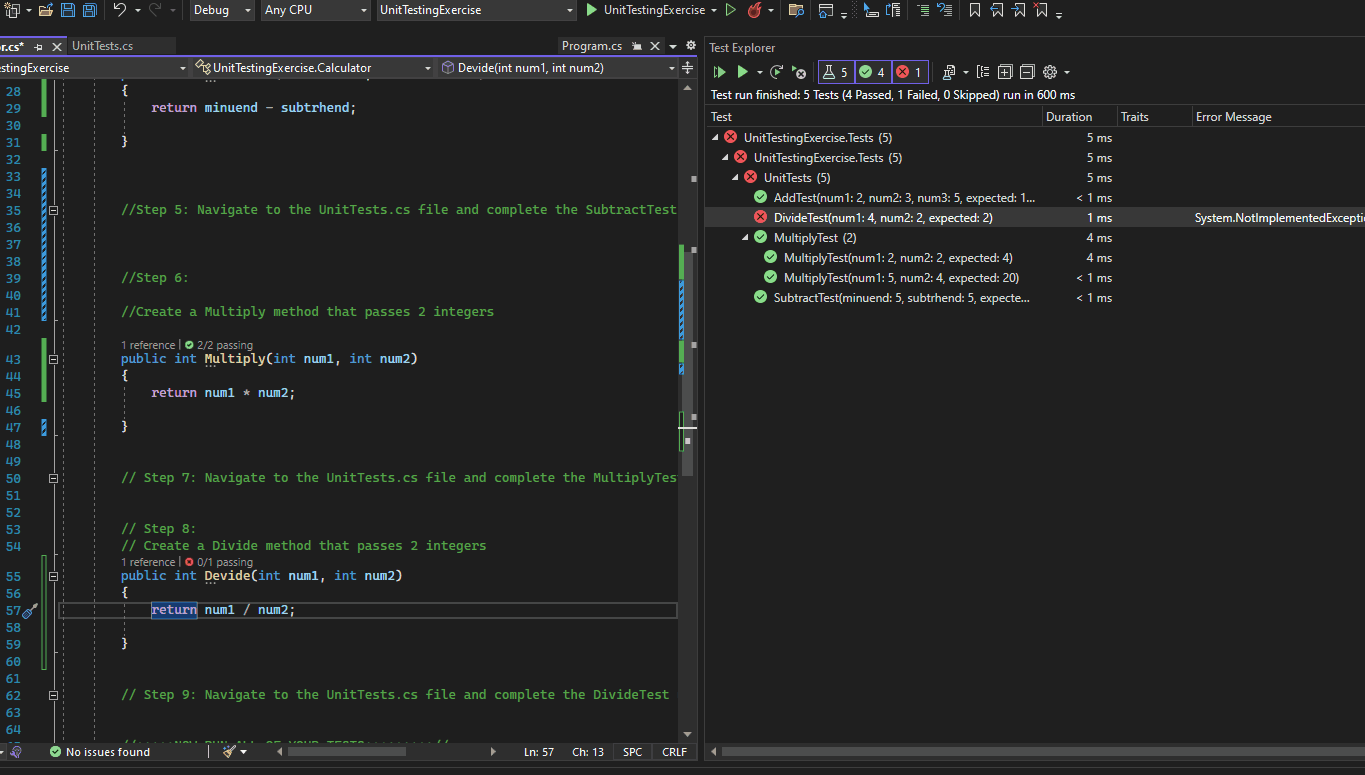 Debug Any CPU UnitTestingExercise UnitTestingExercise
r.cs* UnitTests.cs Program.cs
stingExercise UnitTestingExercise.Calculator Devide(int num1, int num2)
28 {
29 return minuend - subtrhend;
30
31 }
32
33
34
35 //Step 5: Navigate to the UnitTests.cs file and complete the SubtractTest
36
37
38
39 //Step 6:
40
41 //Create a Multiply method that passes 2 integers
42
1 reference | 2/2 passing
43 public int Multiply(int num1, int num2)
44 {
45 return num1 * num2;
46
47 }
48
49
50 // Step 7: Navigate to the UnitTests.cs file and complete the MultiplyTes
51
52
53 // Step 8:
54 // Create a Divide method that passes 2 integers
1 reference | 0/1 passing
55 public int Devide(int num1, int num2)
56 {
57 return num1 / num2;
58
59 }
60
61
62 // Step 9: Navigate to the UnitTests.cs file and complete the DivideTest
63
64
No issues found Ln: 57 Ch: 13 SPC CRLF
Test Explorer
5 4 1
Test run finished: 5 Tests (4 Passed, 1 Failed, 0 Skipped) run in 600 ms
Test Duration Traits Error Message
UnitTestingExercise.Tests (5) 5 ms
UnitTestingExercise.Tests (5) 5 ms
UnitTests (5) 5 ms
AddTest(num1: 2, num2: 3, num3: 5, expected: 1... < 1 ms
DivideTest(num1: 4, num2: 2, expected: 2) 1 ms System.NotImplementedExcepti
MultiplyTest (2) 4 ms
MultiplyTest(num1: 2, num2: 2, expected: 4) 4 ms
MultiplyTest(num1: 5, num2: 4, expected: 20) < 1 ms
SubtractTest(minuend: 5, subtrhend: 5, expecte... < 1 ms